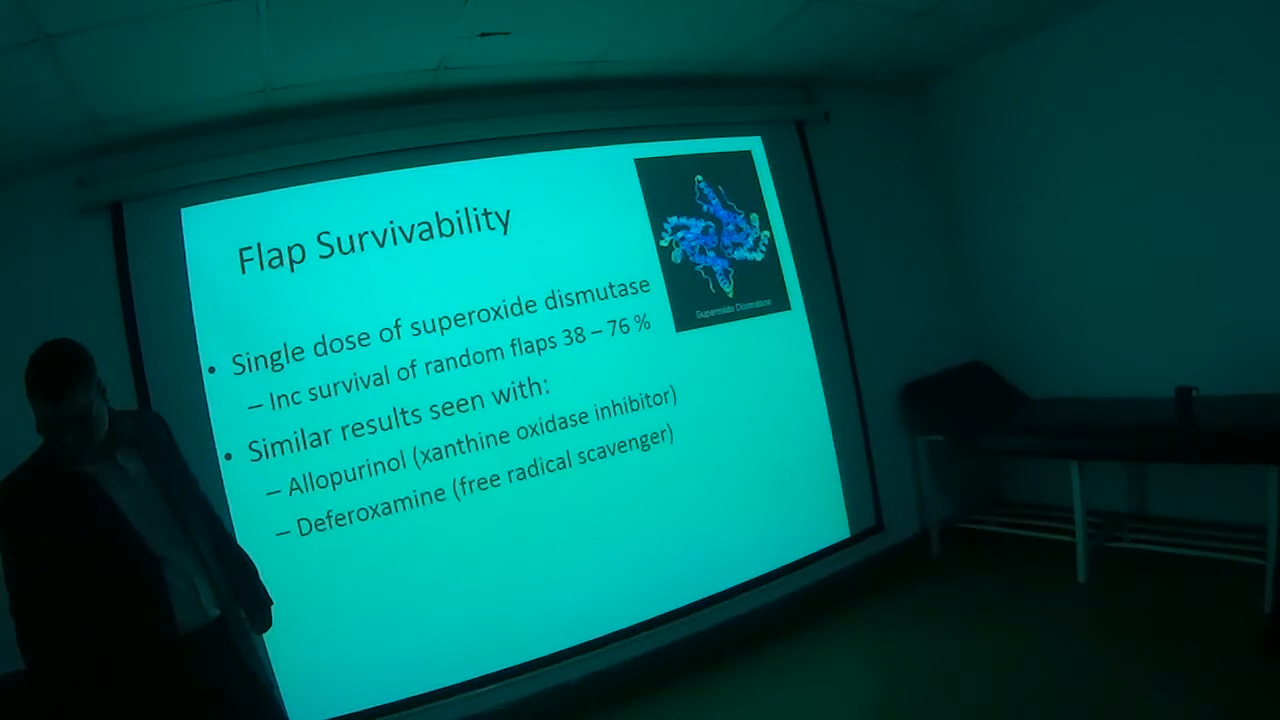 Flap Survivability
• Single dose of superoxide dismutase
– Inc survival of random flaps 38 – 76 %
• Similar results seen with:
– Allopurinol (xanthine oxidase inhibitor)
– Deferoxamine (free radical scavenger)
Superoxide Dismutase